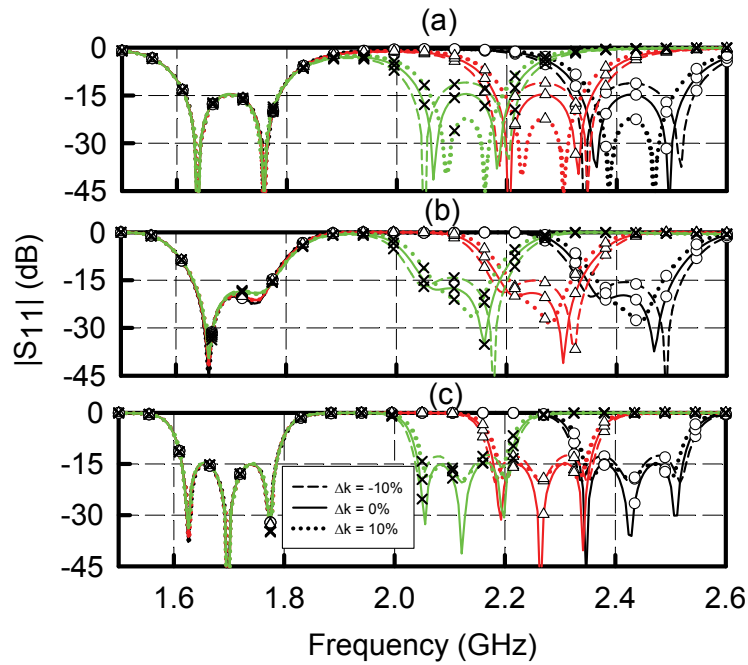 (a)
0
-15
-30
-45
(b)
0
-15
-30
-45
(c)
0
-15
-30
-45
|S11| (dB)
Δk = -10%
Δk = 0%
Δk = 10%
1.6 1.8 2.0 2.2 2.4 2.6
Frequency (GHz)